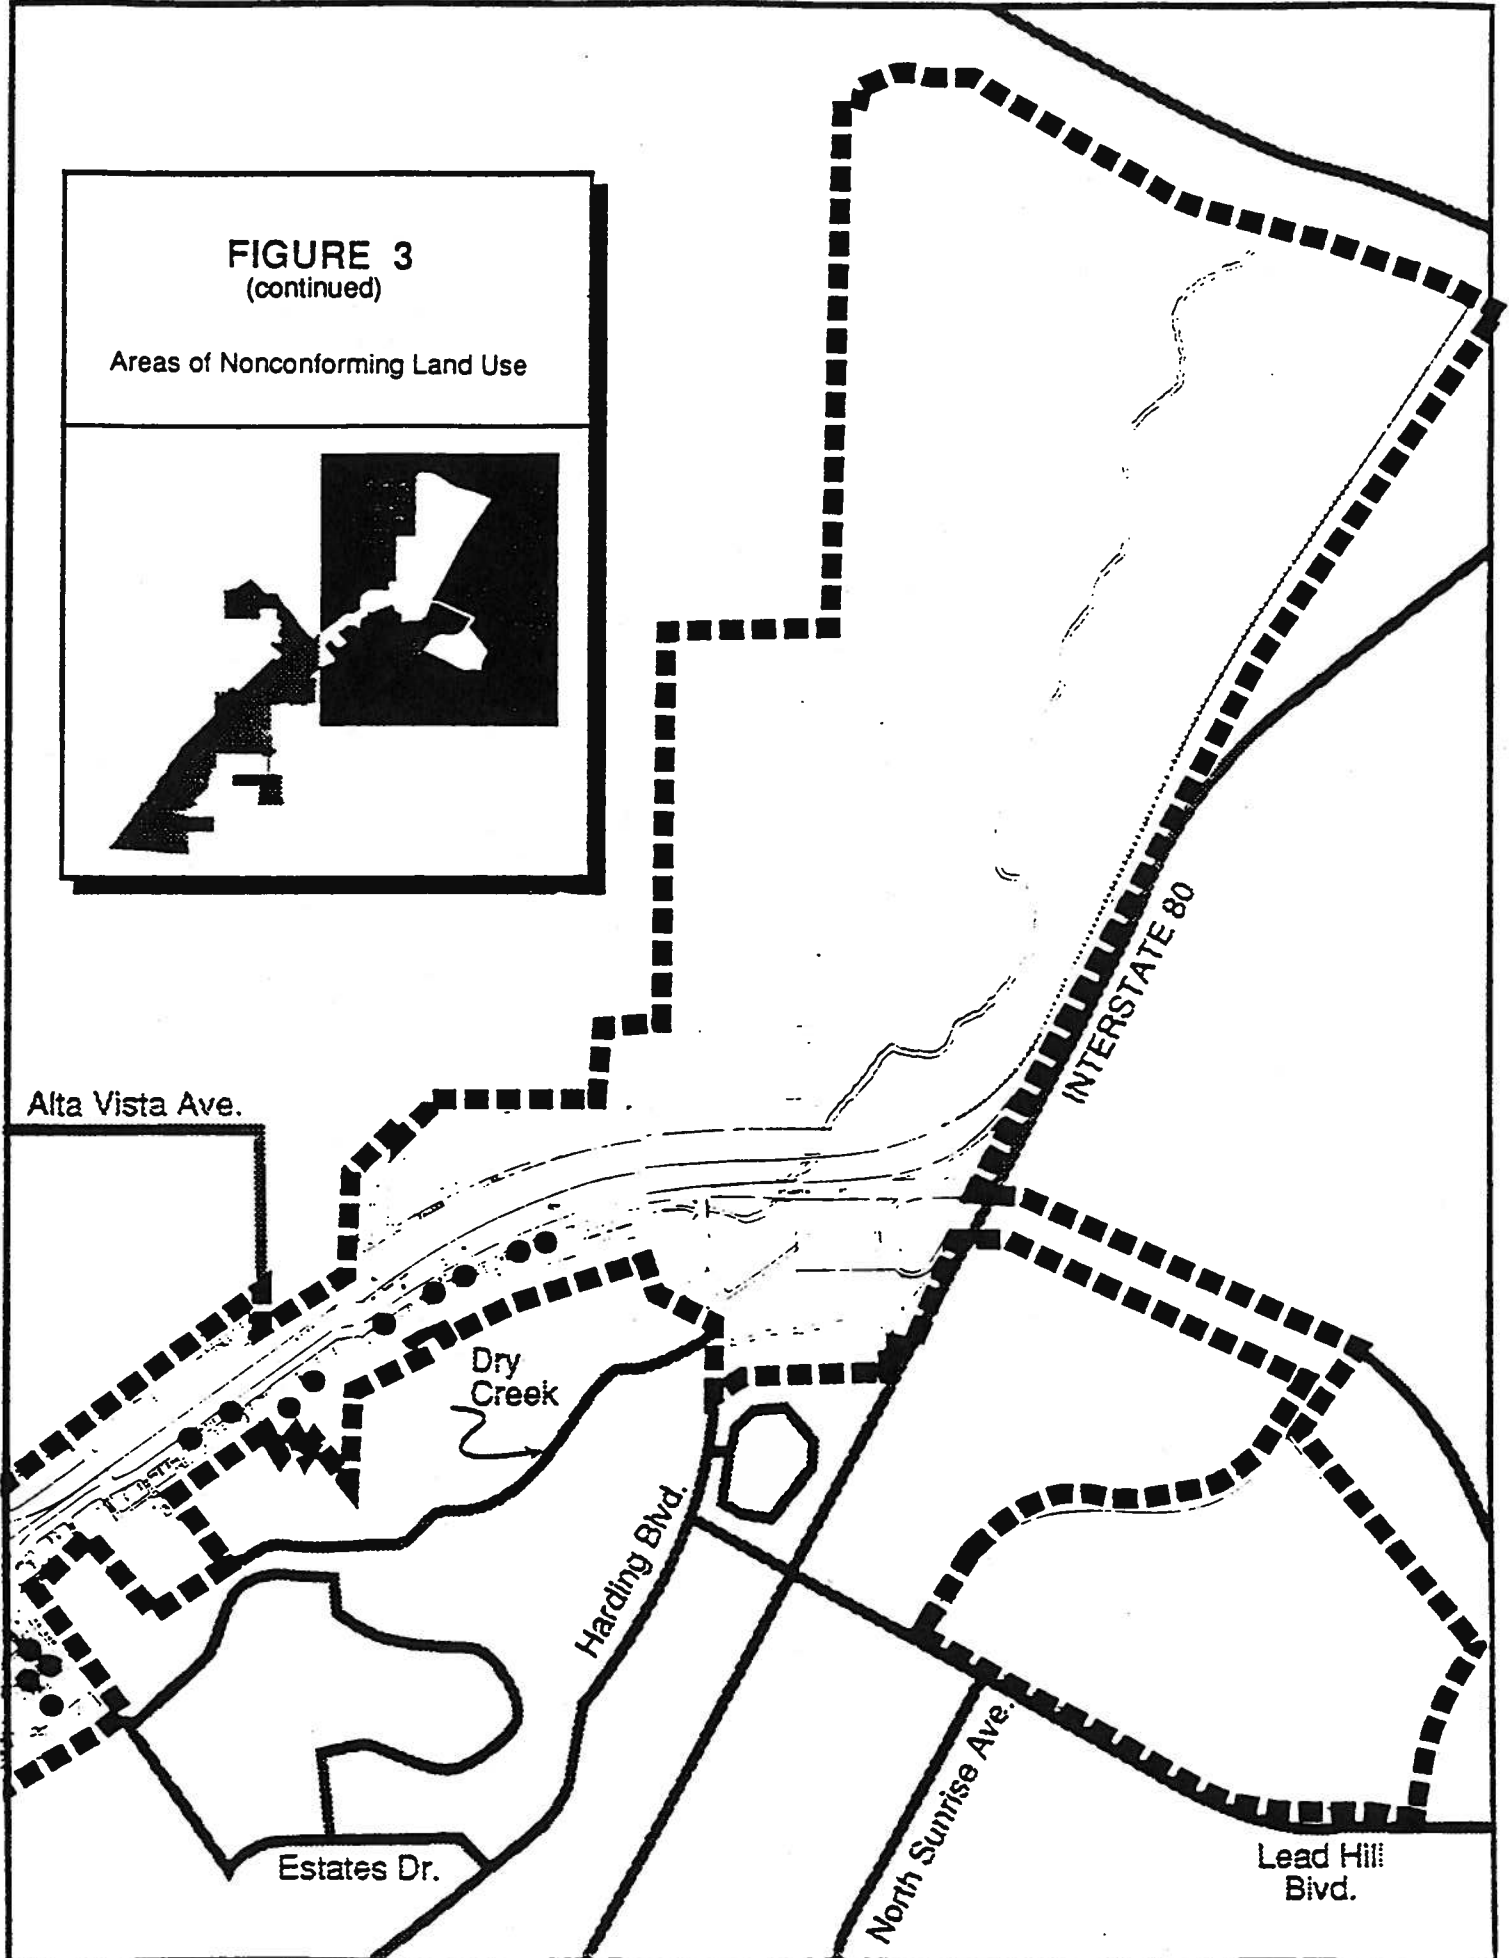 FIGURE 3
(continued)
Areas of Nonconforming Land Use
INTERSTATE 80
Alta Vista Ave.
Dry
Creek
Harding Blvd.
North Sunrise Ave.
Estates Dr.
Lead Hill
Blvd.